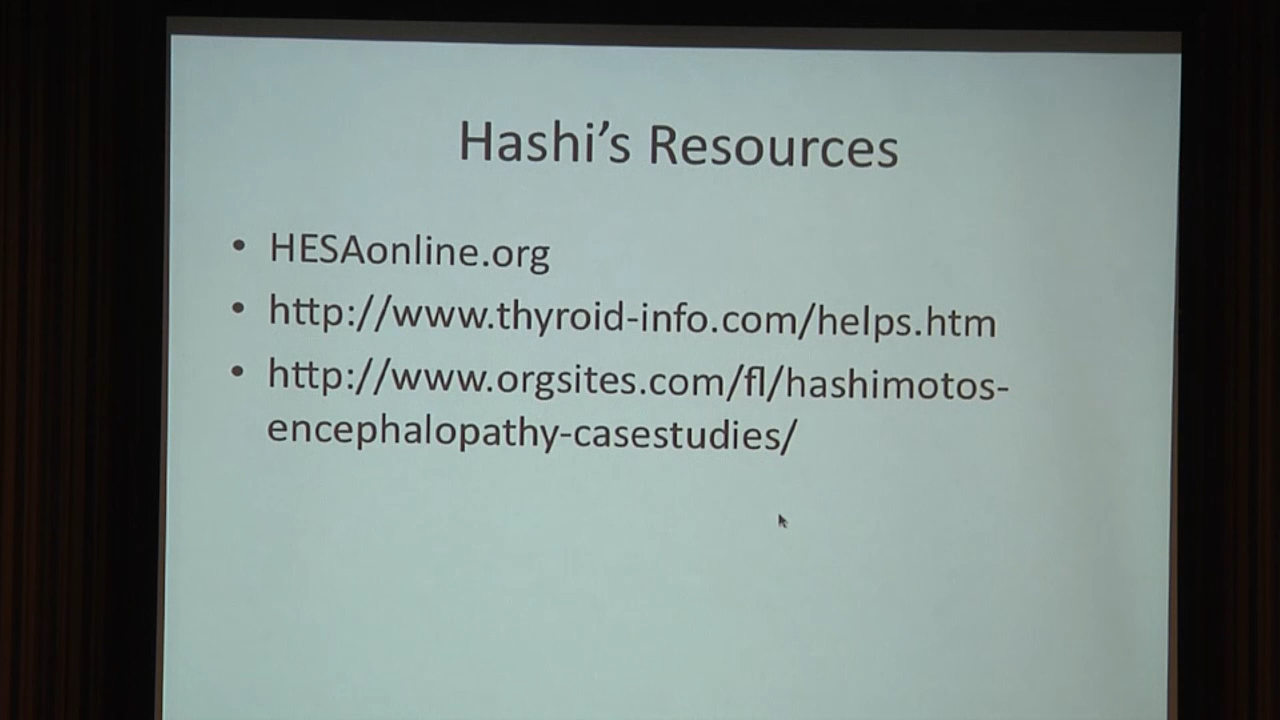 Hashi's Resources
• HESAonline.org
• http://www.thyroid-info.com/helps.htm
• http://www.orgsites.com/fl/hashimotos-
encephalopathy-casestudies/